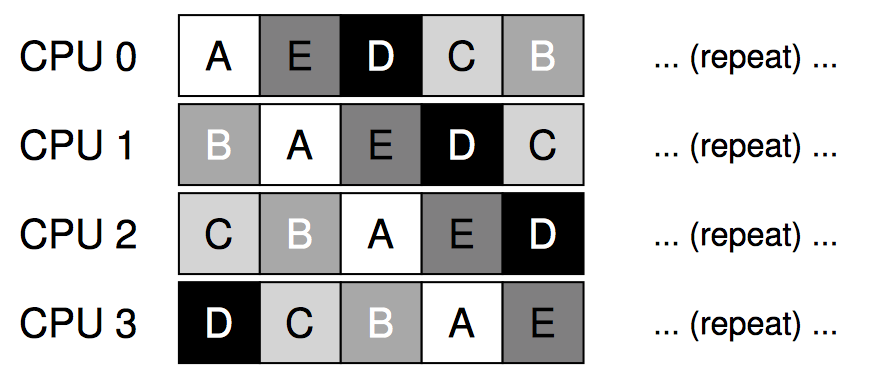 CPU 0 A E D C B ... (repeat) ...
CPU 1 B A E D C ... (repeat) ...
CPU 2 C B A E D ... (repeat) ...
CPU 3 D C B A E ... (repeat) ...